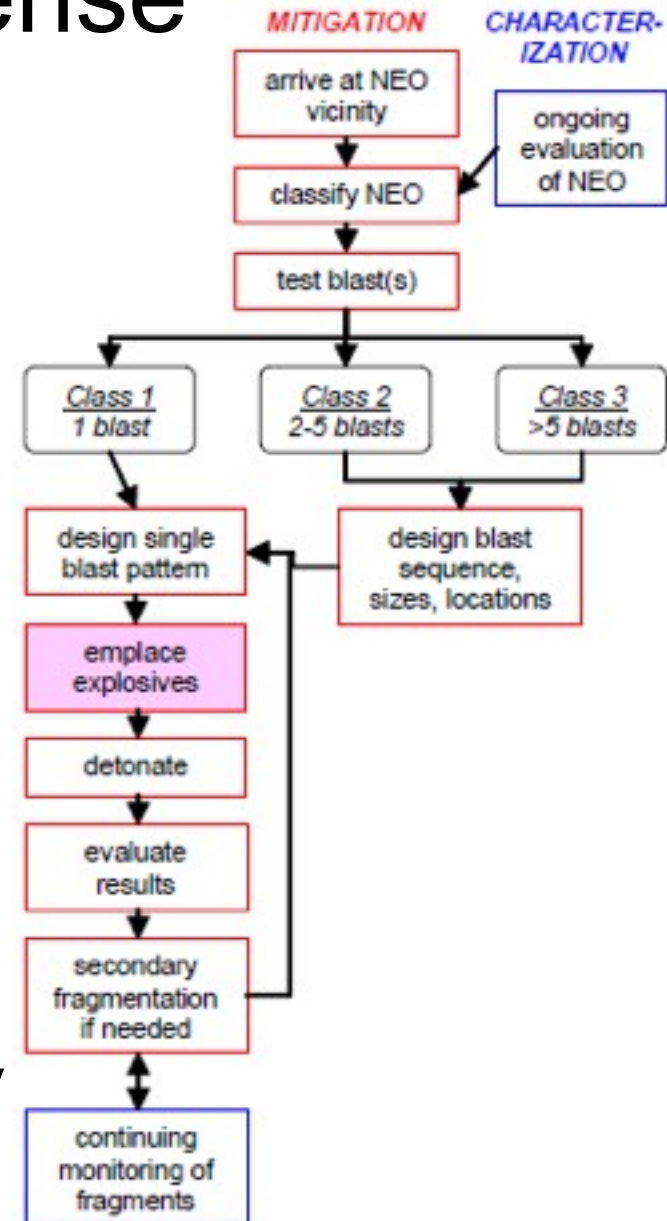 ense
MITIGATION
CHARACTER-
IZATION
arrive at NEO
vicinity
ongoing
evaluation
of NEO
classify NEO
test blast(s)
Class 1
1 blast
Class 2
2-5 blasts
Class 3
>5 blasts
design single
blast pattern
design blast
sequence,
sizes, locations
emplace
explosives
detonate
evaluate
results
secondary
fragmentation
if needed
continuing
monitoring of
fragments